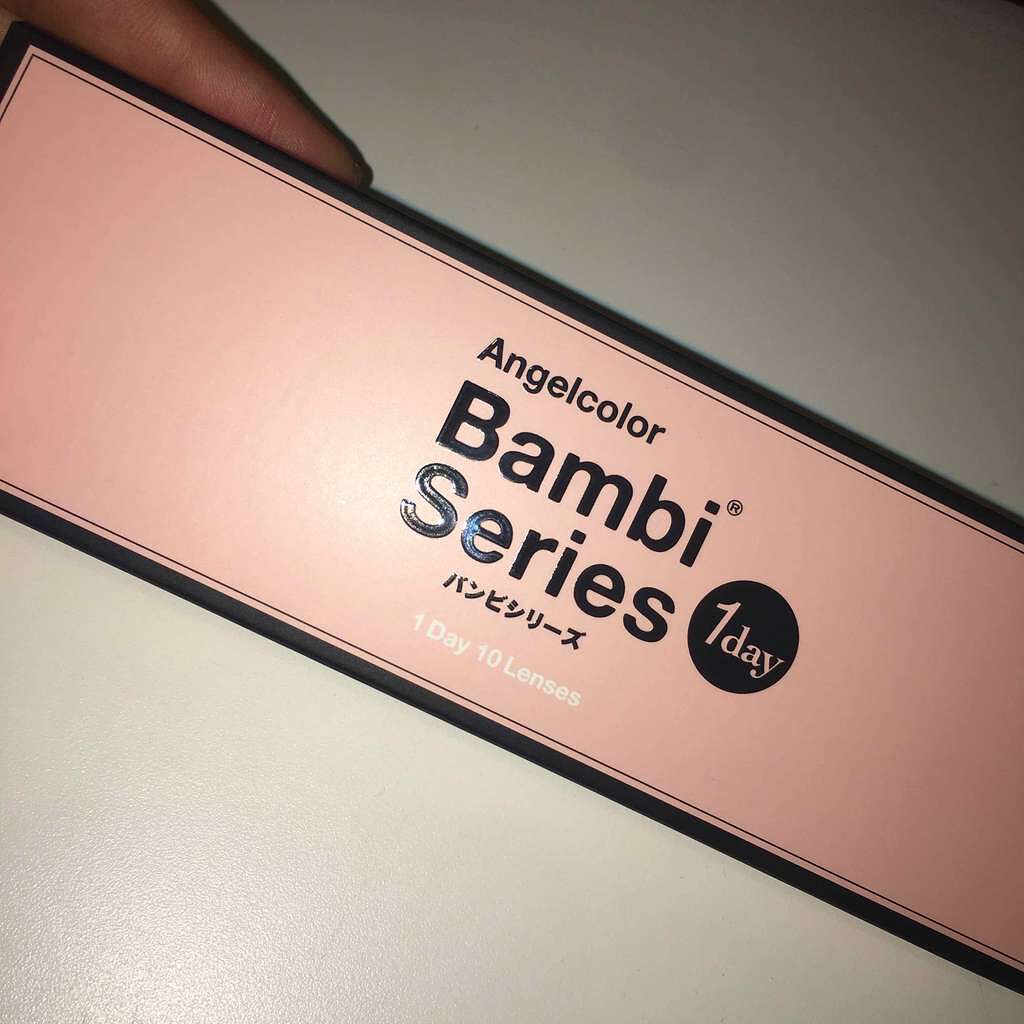 Angelcolor
Bambi®
Series 1day
バンビシリーズ
1 Day 10 Lenses